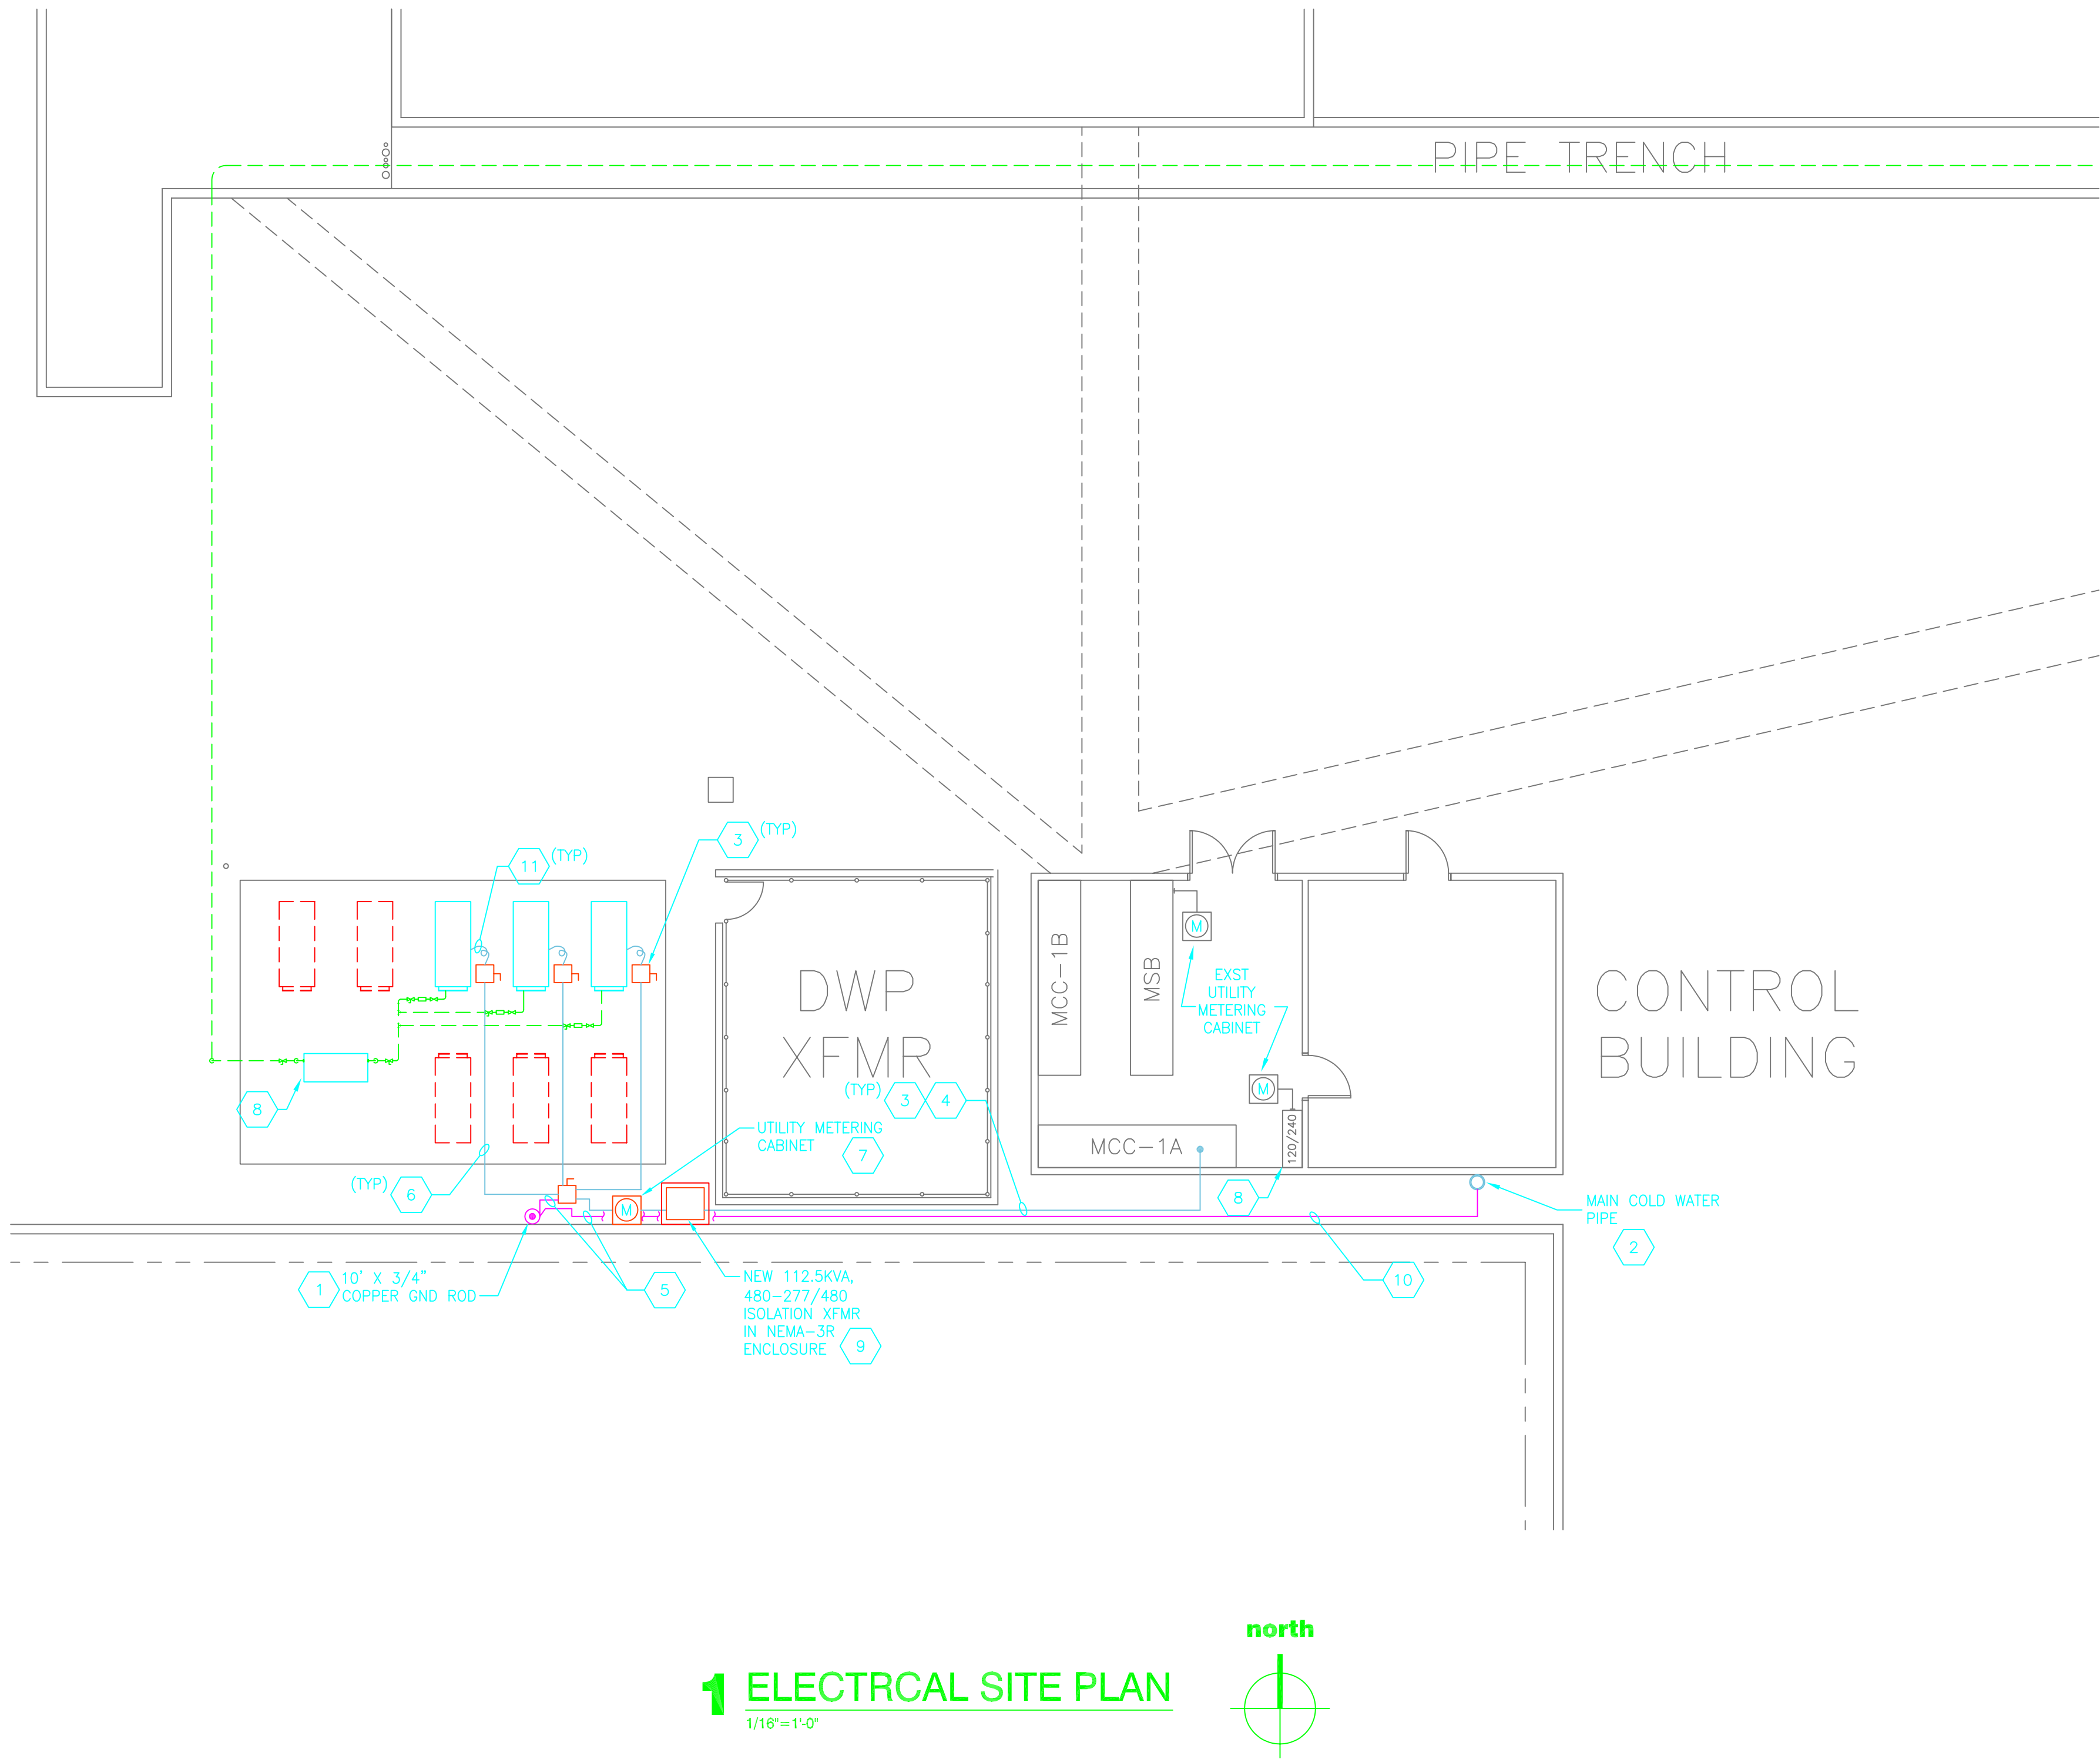 PIPE TRENCH
11
(TYP)
3
(TYP)
DWP
XFMR
MCC-1B
MSB
M
EXST
UTILITY
METERING
CABINET
M
120/240
MCC-1A
CONTROL
BUILDING
8
(TYP)
3
4
UTILITY METERING
CABINET
7
(TYP)
6
8
M
MAIN COLD WATER
PIPE
2
1
10' X 3/4"
COPPER GND ROD
5
NEW 112.5KVA,
480-277/480
ISOLATION XFMR
IN NEMA-3R
ENCLOSURE
9
10
north
1
ELECTRCAL SITE PLAN
1/16"=1'-0"